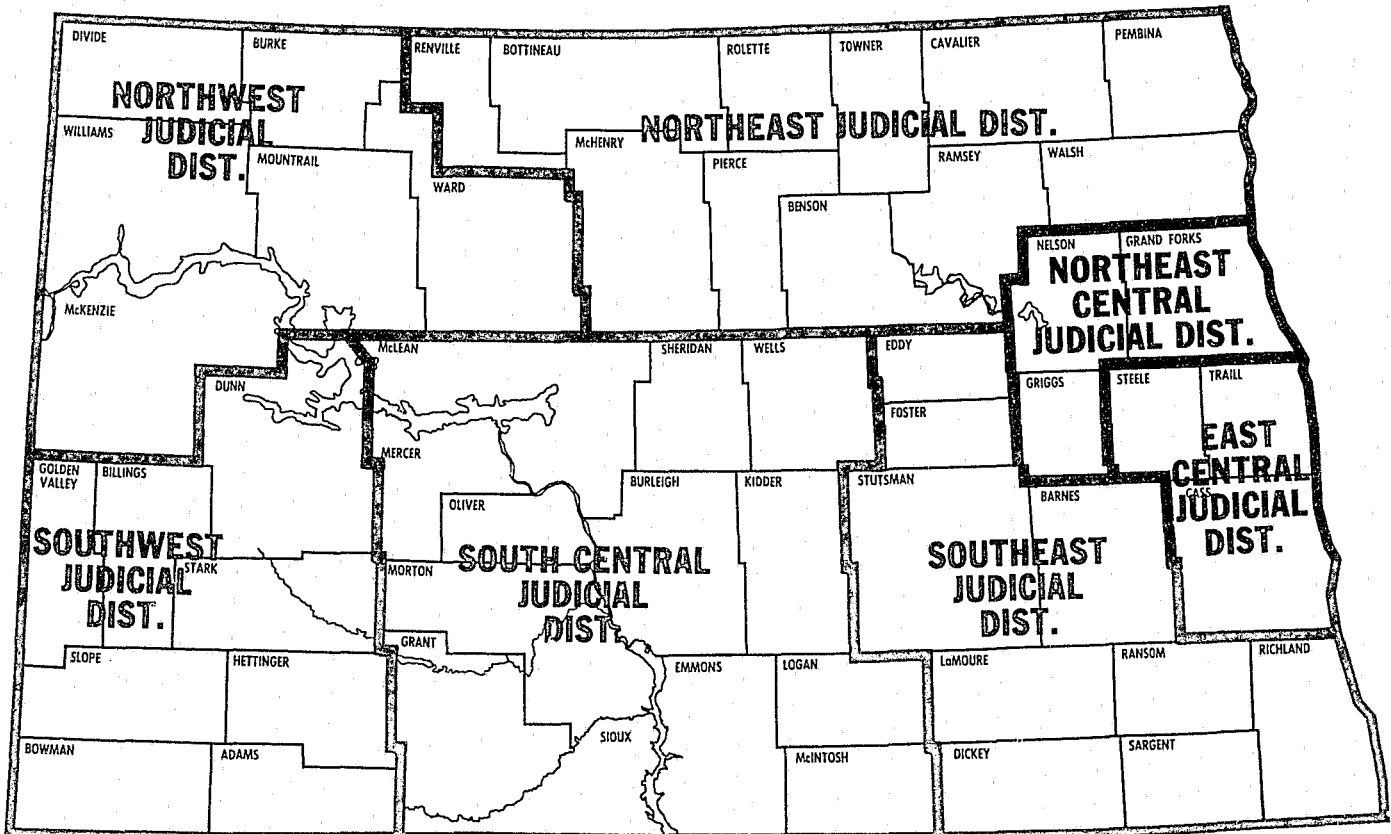 DIVIDE
BURKE
RENVILLE
BOTTINEAU
ROLETTE
TOWNER
CAVALIER
PEMBINA
NORTHWEST
JUDICIAL
DIST.
NORTHEAST JUDICIAL DIST.
WILLIAMS
MOUNTRAIL
WARD
McHENRY
PIERCE
RAMSEY
WALSH
BENSON
NELSON
GRAND FORKS
NORTHEAST
CENTRAL
JUDICIAL DIST.
McKENZIE
DUNN
McLEAN
SHERIDAN
WELLS
EDDY
FOSTER
GRIGGS
STEELE
TRAILL
EAST
CENTRAL
JUDICIAL
DIST.
CASS
GOLDEN
VALLEY
BILLINGS
MERCER
OLIVER
BURLEIGH
KIDDER
STUTSMAN
BARNES
SOUTHWEST
JUDICIAL
DIST.
STARK
MORTON
SOUTH CENTRAL
JUDICIAL
DIST.
SOUTHEAST
JUDICIAL
DIST.
GRANT
SLOPE
HETTINGER
EMMONS
LOGAN
LaMOURE
RANSOM
RICHLAND
BOWMAN
ADAMS
SIOUX
McINTOSH
DICKEY
SARGENT